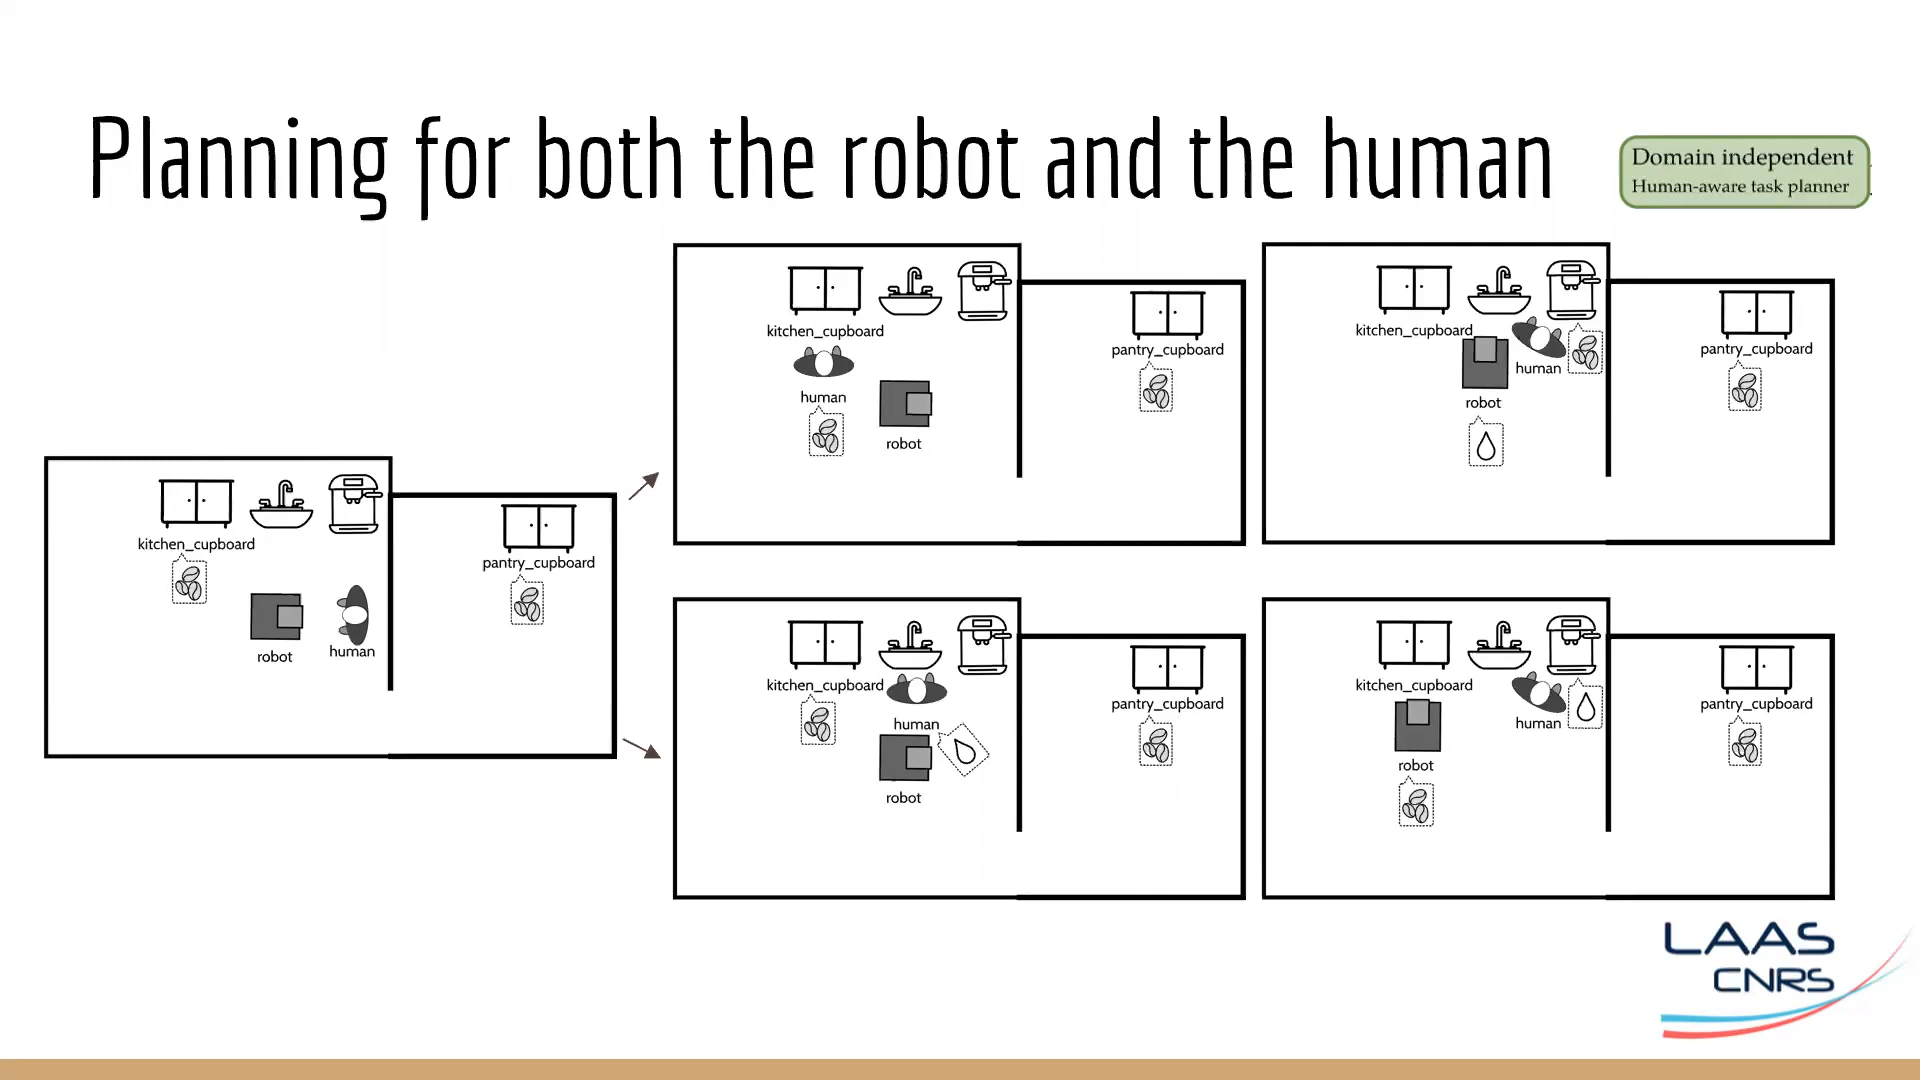 Planning for both the robot and the human
Domain independent
Human-aware task planner
kitchen_cupboard
pantry_cupboard
robot
human
kitchen_cupboard
pantry_cupboard
human
robot
kitchen_cupboard
pantry_cupboard
human
robot
kitchen_cupboard
pantry_cupboard
human
robot
kitchen_cupboard
pantry_cupboard
human
robot
LAAS
CNRS